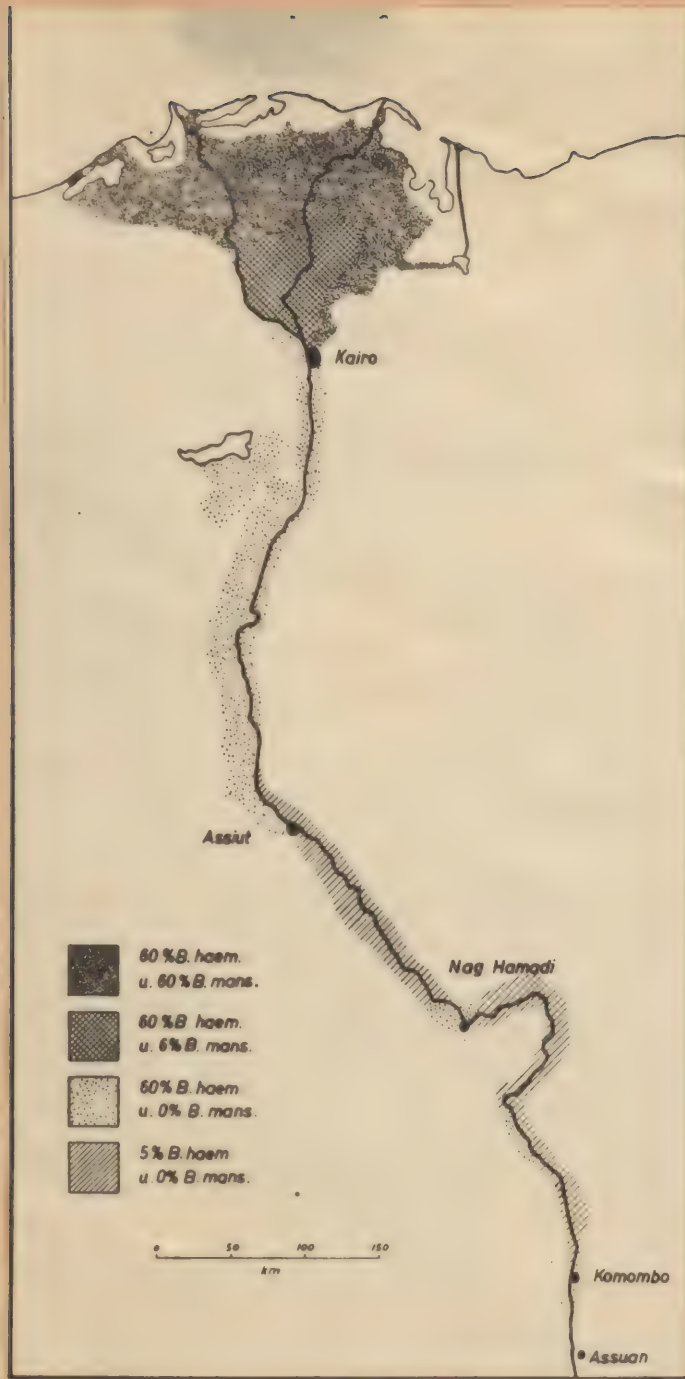 Kairo
Assiut
Nag Hamadi
60% B. haem.
u. 60% B. mans.
60% B haem.
u. 6% B. mans.
60% B. haem
u. 0% B. mans.
5% B. haem
u. 0% B. mans.
0 50 100 150
km
Komombo
Assuan